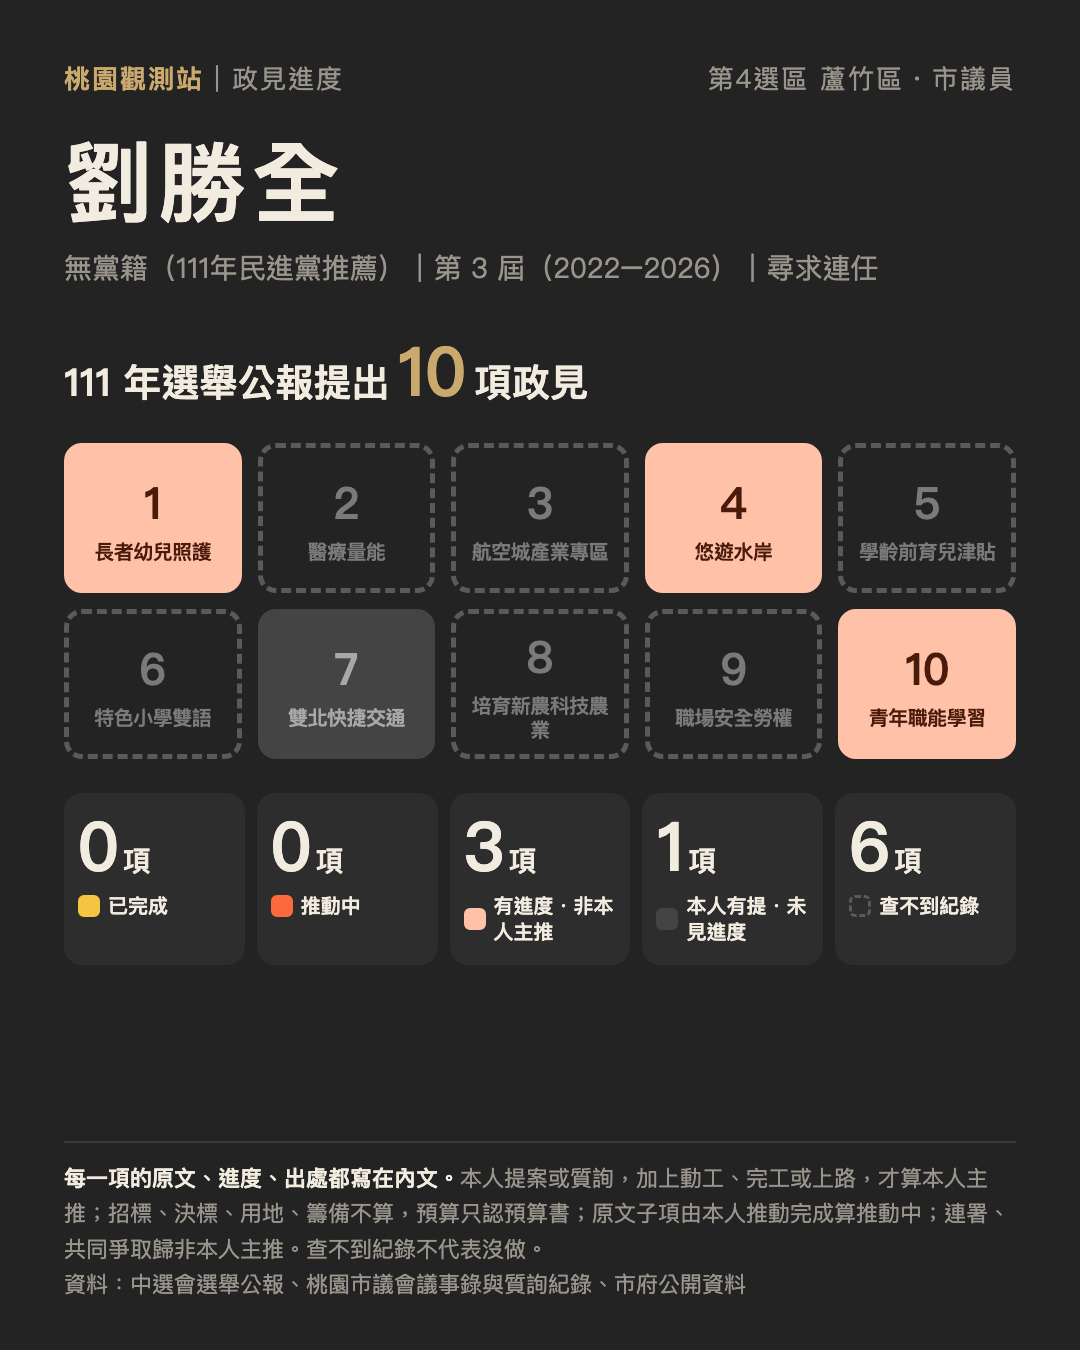 桃園觀測站｜政見進度
第4選區 蘆竹區·市議員
劉勝全
無黨籍（111年民進黨推薦）｜第 3 屆（2022–2026）｜尋求連任
111 年選舉公報提出 10 項政見
1
長者幼兒照護
2
醫療量能
3
航空城產業專區
4
悠遊水岸
5
學齡前育兒津貼
6
特色小學雙語
7
雙北快捷交通
8
培育新農科技農
業
9
職場安全勞權
10
青年職能學習
0項
已完成
0項
推動中
3項
有進度·非本
人主推
1項
本人有提·未
見進度
6項
查不到紀錄
每一項的原文、進度、出處都寫在內文。本人提案或質詢，加上動工、完工或上路，才算本人主
推；招標、決標、用地、籌備不算，預算只認預算書；原文子項由本人推動完成算推動中；連署、
共同爭取歸非本人主推。查不到紀錄不代表沒做。
資料：中選會選舉公報、桃園市議會議事錄與質詢紀錄、市府公開資料